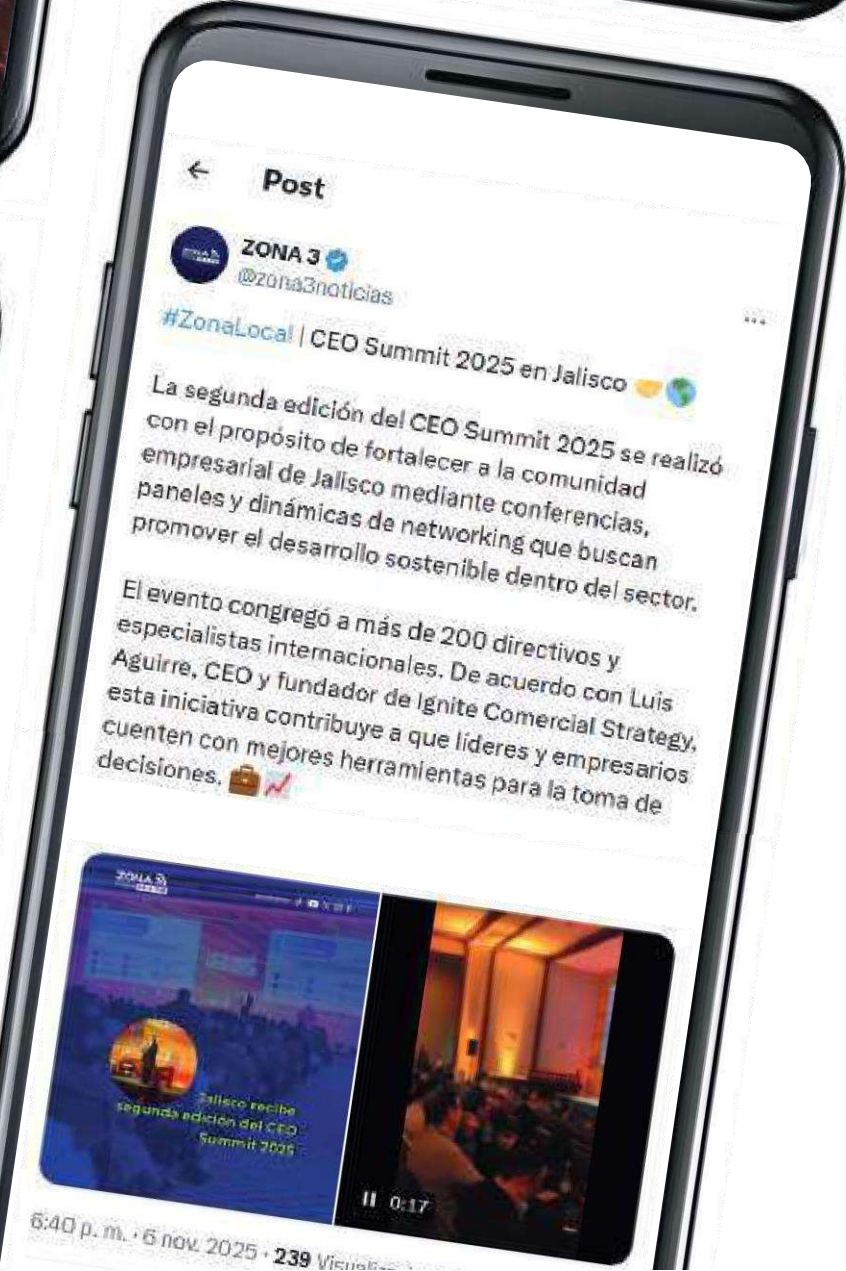 Post
ZONA 3
@zona3noticias
#ZonaLocal | CEO Summit 2025 en Jalisco 🤝🌎
La segunda edición del CEO Summit 2025 se realizó
con el propósito de fortalecer a la comunidad
empresarial de Jalisco mediante conferencias,
paneles y dinámicas de networking que buscan
promover el desarrollo sostenible dentro del sector.
El evento congregó a más de 200 directivos y
especialistas internacionales. De acuerdo con Luis
Aguirre, CEO y fundador de Ignite Comercial Strategy,
esta iniciativa contribuye a que líderes y empresarios
cuenten con mejores herramientas para la toma de
decisiones. 💼📈
ZONA 3
Jalisco recibe
segunda edición del CEO
Summit 2025
0:17
6:40 p. m. · 6 nov. 2025 · 239